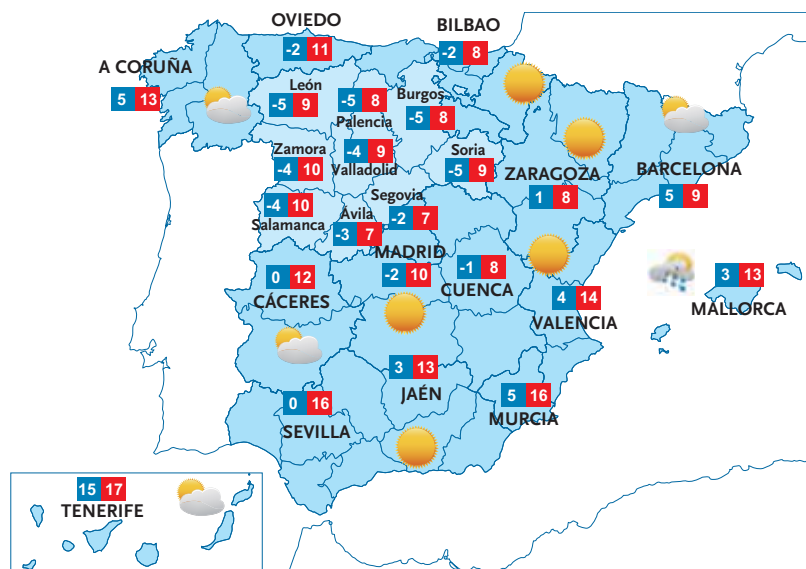 OVIEDO
-2 11
BILBAO
-2 8
A CORUÑA
5 13
León
-5 9
-5 8
Palencia
Burgos
-5 8
Zamora
-4 10
-4 9
Valladolid
Soria
-5 9
ZARAGOZA
1 8
BARCELONA
5 9
-4 10
Salamanca
Segovia
-2 7
Ávila
-3 7
MADRID
-2 10
-1 8
CUENCA
0 12
CÁCERES
4 14
VALENCIA
3 13
MALLORCA
3 13
JAÉN
0 16
SEVILLA
5 16
MURCIA
15 17
TENERIFE